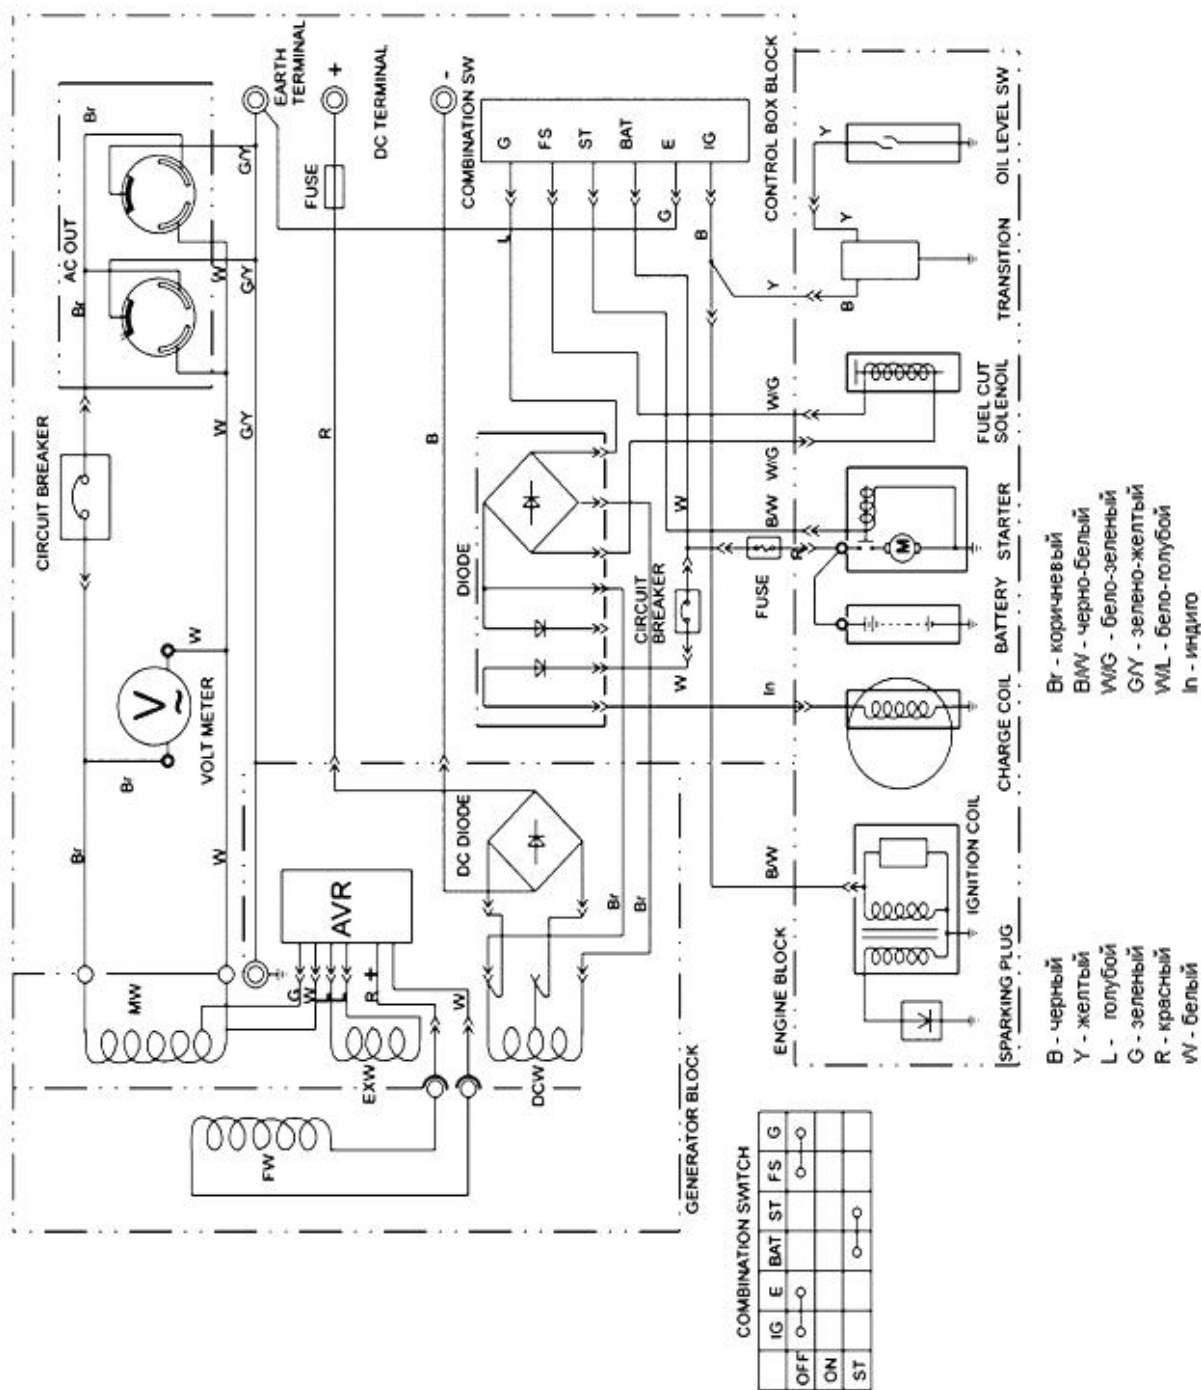 CIRCUIT BREAKER
AC OUT
Br
Br
Br
Br
Br
V
~
VOLT METER
W
W
W
W
W
G/Y
G/Y
G/Y
EARTH
TERMINAL
+
DC TERMINAL
-
FUSE
R
B
COMBINATION SW
G
FS
ST
BAT
E
IG
L
G
B
Y
CONTROL BOX BLOCK
MW
AVR
G
W
L
L
R
+
W
EXW
FW
DCW
DC DIODE
Br
Br
GENERATOR BLOCK
DIODE
CIRCUIT
BREAKER
W
W
FUSE
R
In
B/W
B/W
W/G
W/G
ENGINE BLOCK
SPARKING PLUG
IGNITION COIL
CHARGE COIL
BATTERY
M
STARTER
FUEL CUT
SOLENOIL
TRANSITION
B
Y
Y
OIL LEVEL SW
COMBINATION SWITCH
IG E BAT ST FS G
OFF
ON
ST
B - черный
Y - желтый
L - голубой
G - зеленый
R - красный
W - белый
Br - коричневый
B/W - черно-белый
W/G - бело-зеленый
G/Y - зелено-желтый
W/L - бело-голубой
In - индиго